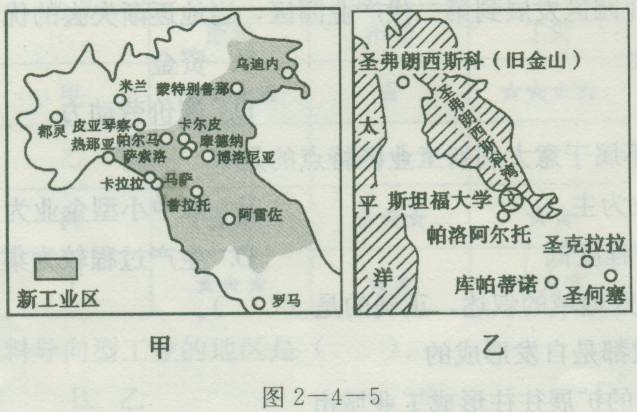 乌迪内
米兰
蒙特别鲁那
都灵
皮亚琴察
卡尔皮
热那亚
帕尔马
摩德纳
萨索洛
博洛尼亚
卡拉拉
马萨
普拉托
阿雷佐
新工业区
罗马
甲
圣弗朗西斯科（旧金山）
圣弗朗西斯科湾
太平洋
斯坦福大学
文
帕洛阿尔托
圣克拉拉
库帕蒂诺
圣何塞
乙
图 2－4－5